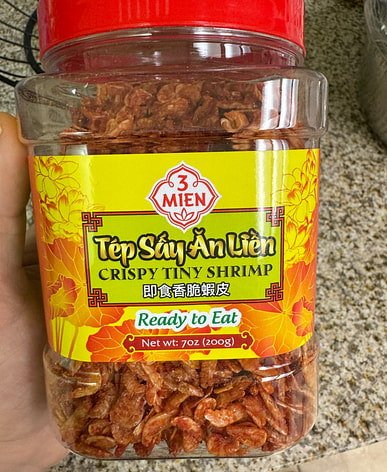 3
MIEN
Tép Sấy Ăn Liền
CRISPY TINY SHRIMP
即食香脆蝦皮
Ready to Eat
Net wt: 7oz (200g)